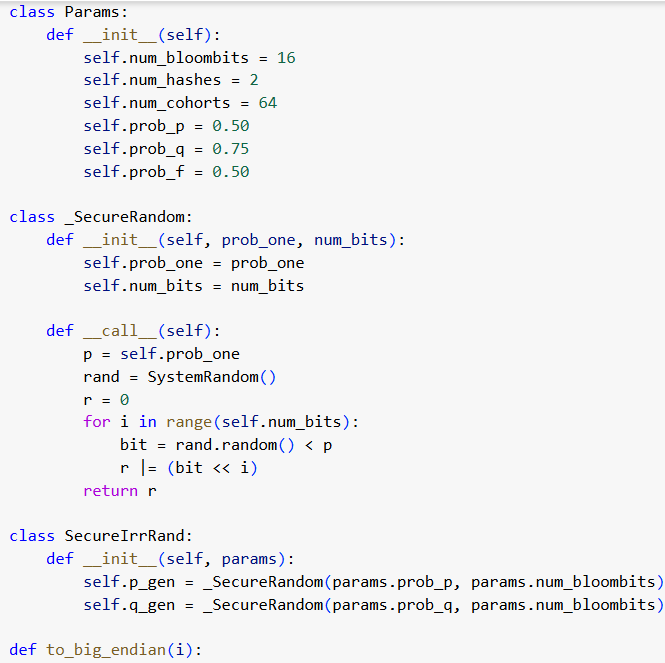 class Params:
    def __init__(self):
        self.num_bloombits = 16
        self.num_hashes = 2
        self.num_cohorts = 64
        self.prob_p = 0.50
        self.prob_q = 0.75
        self.prob_f = 0.50

class _SecureRandom:
    def __init__(self, prob_one, num_bits):
        self.prob_one = prob_one
        self.num_bits = num_bits

    def __call__(self):
        p = self.prob_one
        rand = SystemRandom()
        r = 0
        for i in range(self.num_bits):
            bit = rand.random() < p
            r |= (bit << i)
        return r

class SecureIrrRand:
    def __init__(self, params):
        self.p_gen = _SecureRandom(params.prob_p, params.num_bloombits)
        self.q_gen = _SecureRandom(params.prob_q, params.num_bloombits)

def to_big_endian(i):